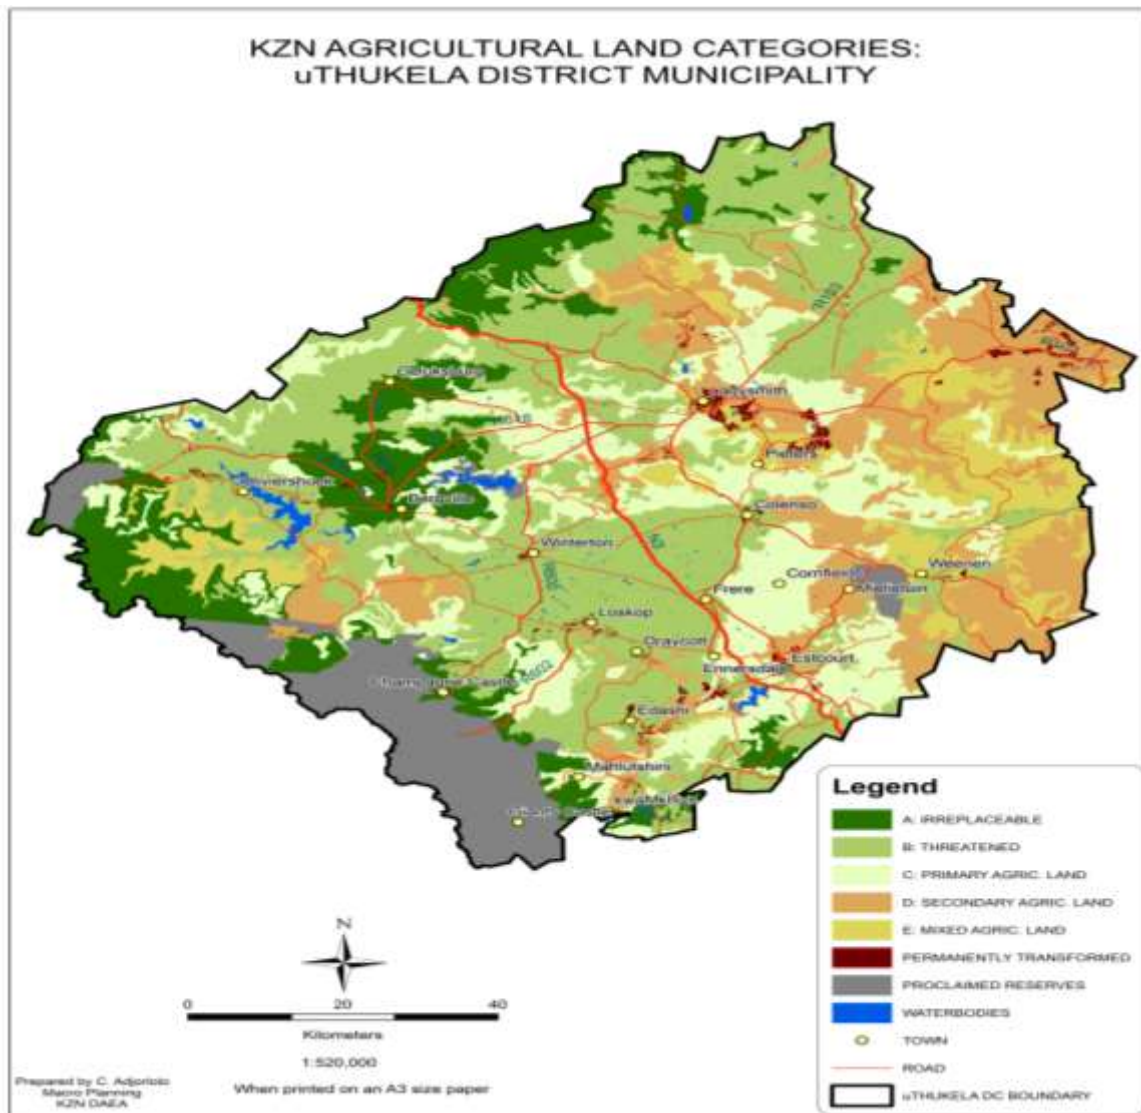 KZN AGRICULTURAL LAND CATEGORIES:
uTHUKELA DISTRICT MUNICIPALITY
Ladysmith
Pieters
Colenso
Winterton
Cornfields
Weenen
Frere
Loskop
Draycott
Ennersdale
Estcourt
R600
N3
Legend
A: IRREPLACEABLE
B: THREATENED
C: PRIMARY AGRIC. LAND
D: SECONDARY AGRIC. LAND
E: MIXED AGRIC. LAND
PERMANENTLY TRANSFORMED
PROCLAIMED RESERVES
WATERBODIES
TOWN
ROAD
uTHUKELA DC BOUNDARY
N
0 20 40
Kilometers
1:520,000
When printed on an A3 size paper
Prepared by C. Adjorlolo
Macro Planning
KZN DAEA